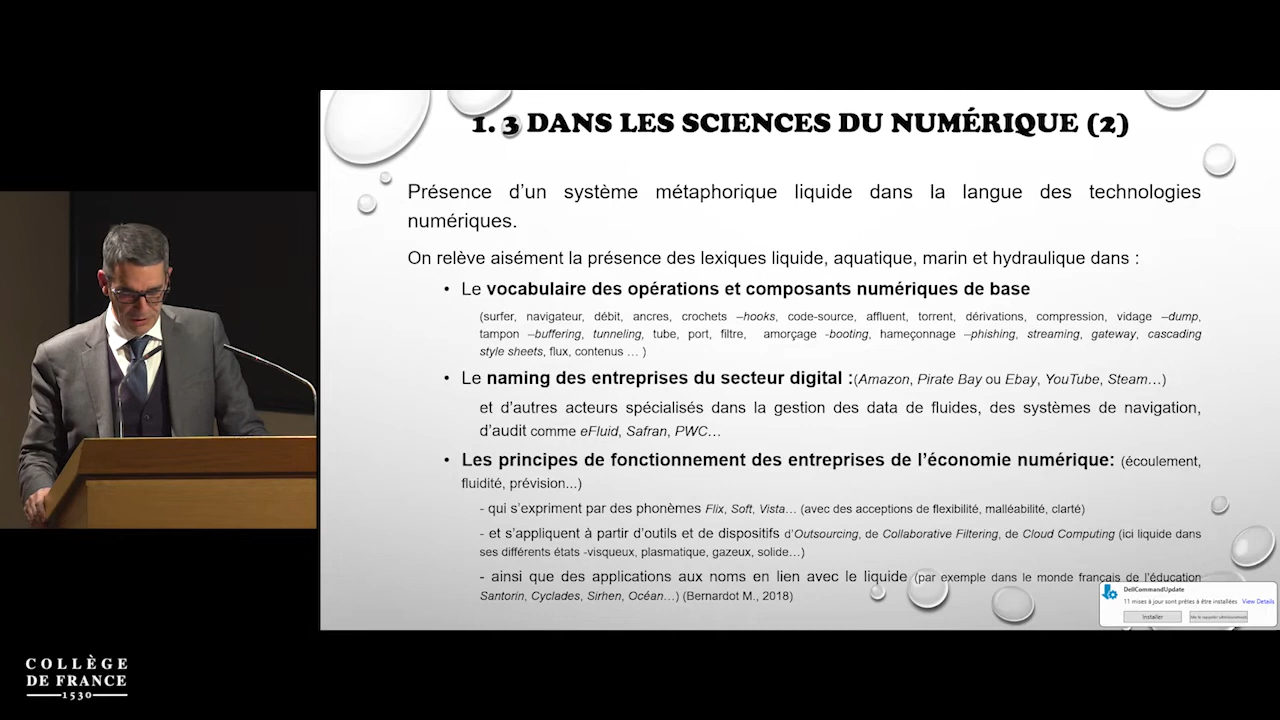 1. 3 DANS LES SCIENCES DU NUMÉRIQUE (2)
Présence d’un système métaphorique liquide dans la langue des technologies
numériques.
On relève aisément la présence des lexiques liquide, aquatique, marin et hydraulique dans :
• Le vocabulaire des opérations et composants numériques de base
(surfer, navigateur, débit, ancres, crochets –hooks, code-source, affluent, torrent, dérivations, compression, vidage –dump,
tampon –buffering, tunneling, tube, port, filtre, amorçage -booting, hameçonnage –phishing, streaming, gateway, cascading
style sheets, flux, contenus … )
• Le naming des entreprises du secteur digital :(Amazon, Pirate Bay ou Ebay, YouTube, Steam…)
et d’autres acteurs spécialisés dans la gestion des data de fluides, des systèmes de navigation,
d’audit comme eFluid, Safran, PWC…
• Les principes de fonctionnement des entreprises de l’économie numérique: (écoulement,
fluidité, prévision...)
- qui s’expriment par des phonèmes Flix, Soft, Vista… (avec des acceptions de flexibilité, malléabilité, clarté)
- et s’appliquent à partir d’outils et de dispositifs d’Outsourcing, de Collaborative Filtering, de Cloud Computing (ici liquide dans
ses différents états -visqueux, plasmatique, gazeux, solide…)
- ainsi que des applications aux noms en lien avec le liquide (par exemple dans le monde français de l’éducation
Santorin, Cyclades, Sirhen, Océan…) (Bernardot M., 2018)
DellCommandUpdate
11 mises à jour sont prêtes à être installées View Details
Installer
COLLÈGE
DE FRANCE
1530